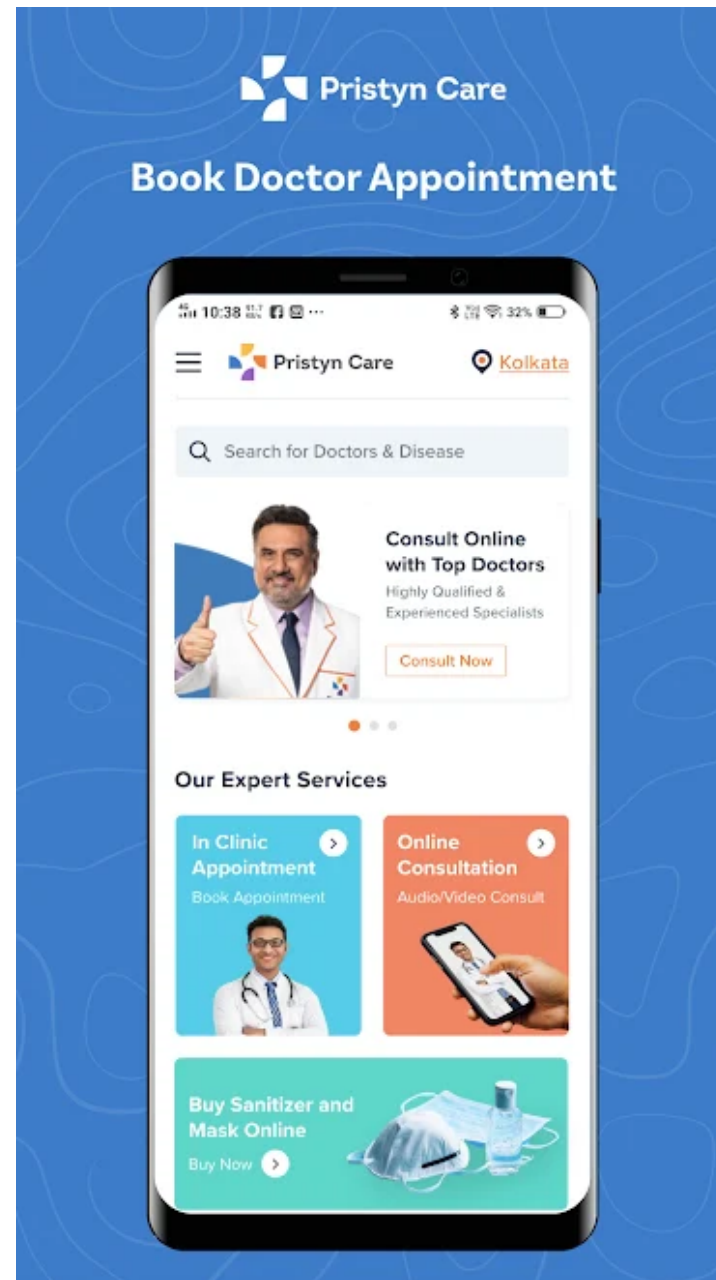 Pristyn Care
Book Doctor Appointment
10:38
32%
Pristyn Care
Kolkata
Search for Doctors & Disease
Consult Online
with Top Doctors
Highly Qualified &
Experienced Specialists
Consult Now
Our Expert Services
In Clinic
Appointment
Book Appointment
Online
Consultation
Audio/Video Consult
Buy Sanitizer and
Mask Online
Buy Now